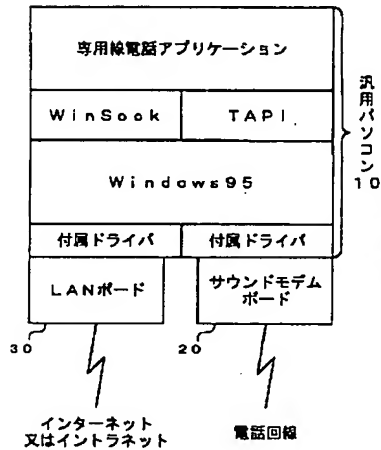 専用線電話アプリケーション
WinSook
TAPI.
Windows95
付属ドライバ
付属ドライバ
LANボード
サウンドモデム
ボード
汎用パソコン10
30
20
インターネット
又はイントラネット
電話回線